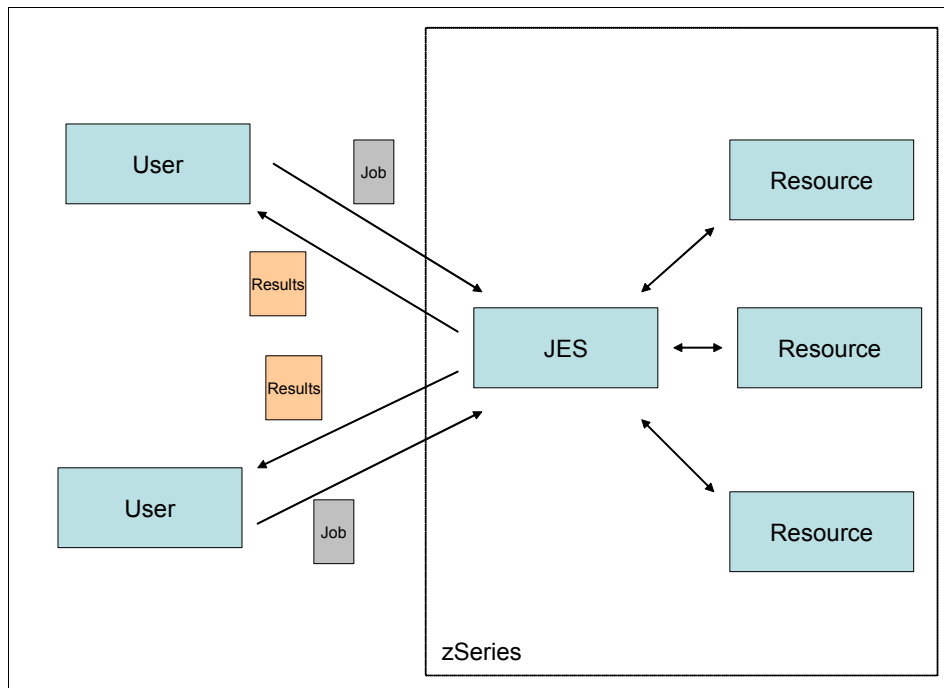 User
Job
Resource
Results
JES
Resource
Results
User
Job
Resource
zSeries